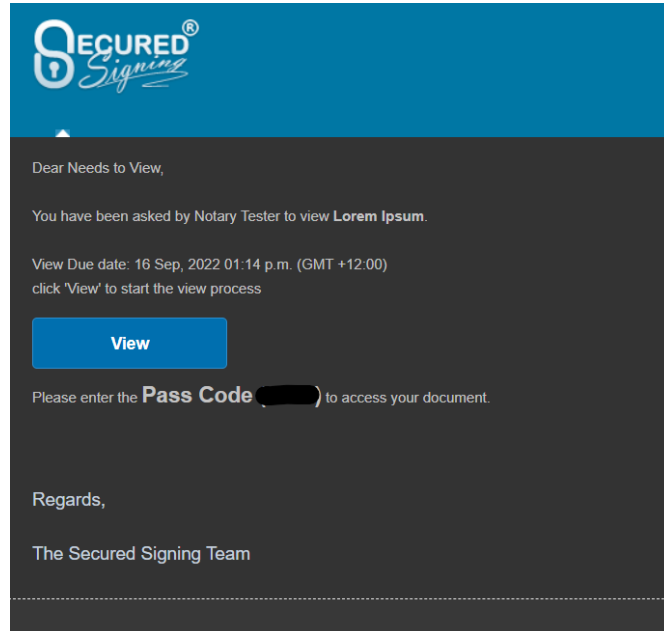 SECURED®
Signing
Dear Needs to View,
You have been asked by Notary Tester to view Lorem Ipsum.
View Due date: 16 Sep, 2022 01:14 p.m. (GMT +12:00)
click 'View' to start the view process
View
Please enter the Pass Code ( ) to access your document.
Regards,
The Secured Signing Team